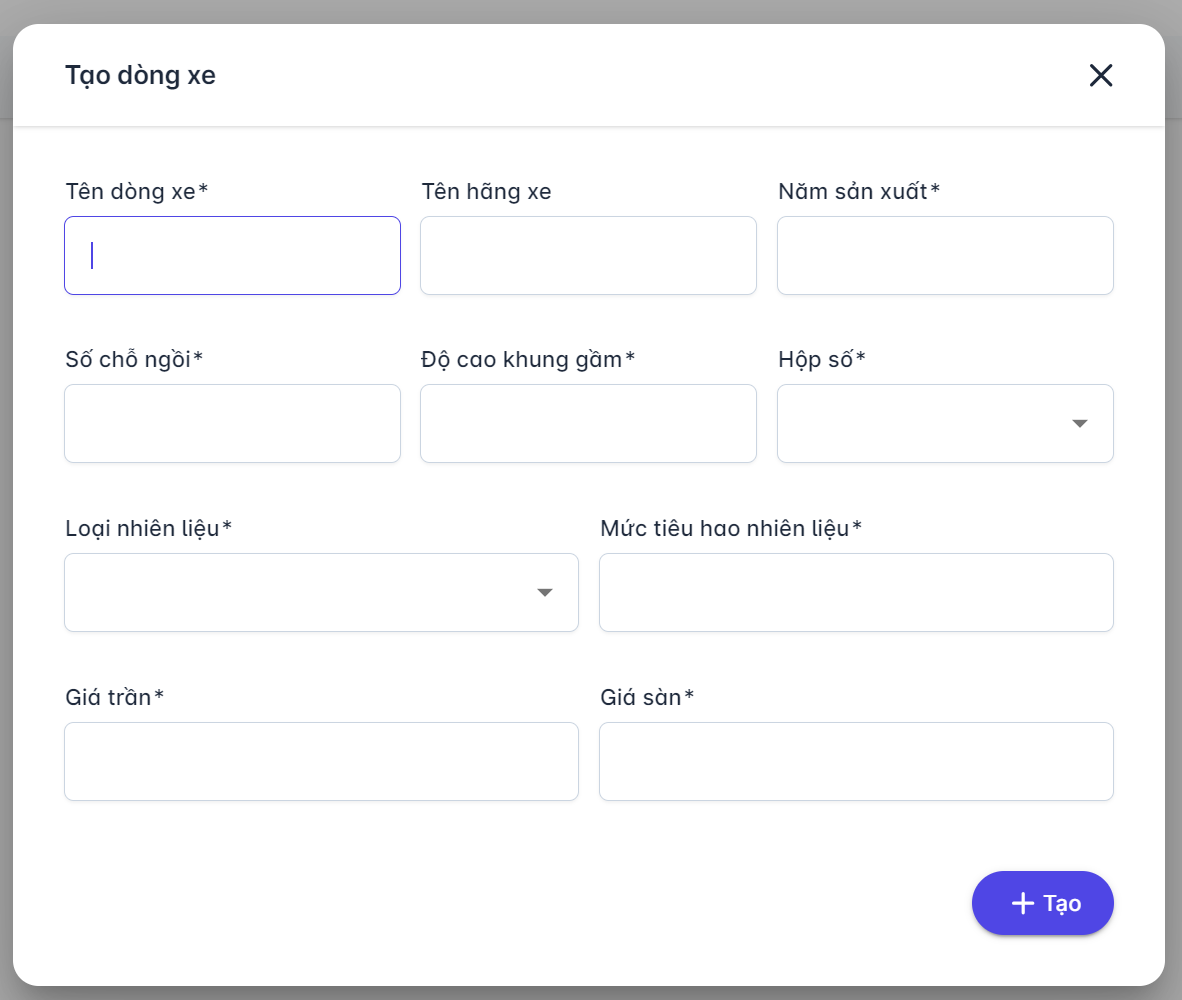 Tạo dòng xe
Tên dòng xe* Tên hãng xe Năm sản xuất*
Số chỗ ngồi* Độ cao khung gầm* Hộp số*
Loại nhiên liệu* Mức tiêu hao nhiên liệu*
Giá trần* Giá sàn*
+ Tạo